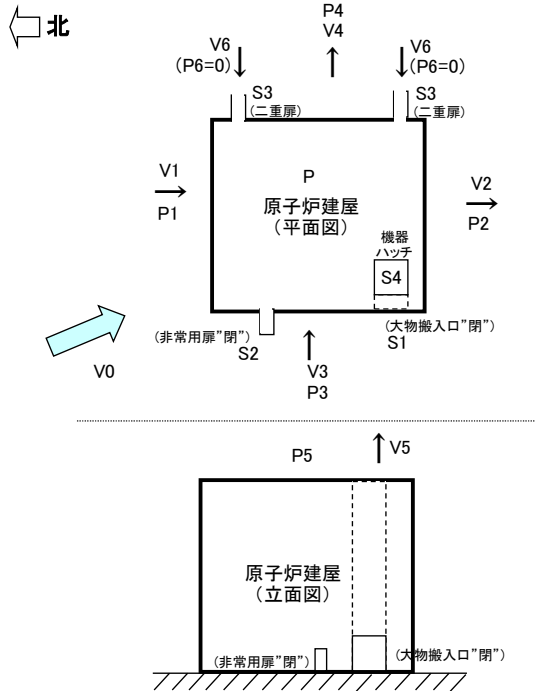 北
P4
V4
V6
(P6=0)
V6
(P6=0)
S3
(二重扉)
S3
(二重扉)
V1
P1
P
原子炉建屋
(平面図)
V2
P2
機器
ハッチ
S4
(非常用扉”閉”)
S2
(大物搬入口”閉”)
S1
V0
V3
P3
P5
V5
原子炉建屋
(立面図)
(非常用扉”閉”)
(大物搬入口”閉”)